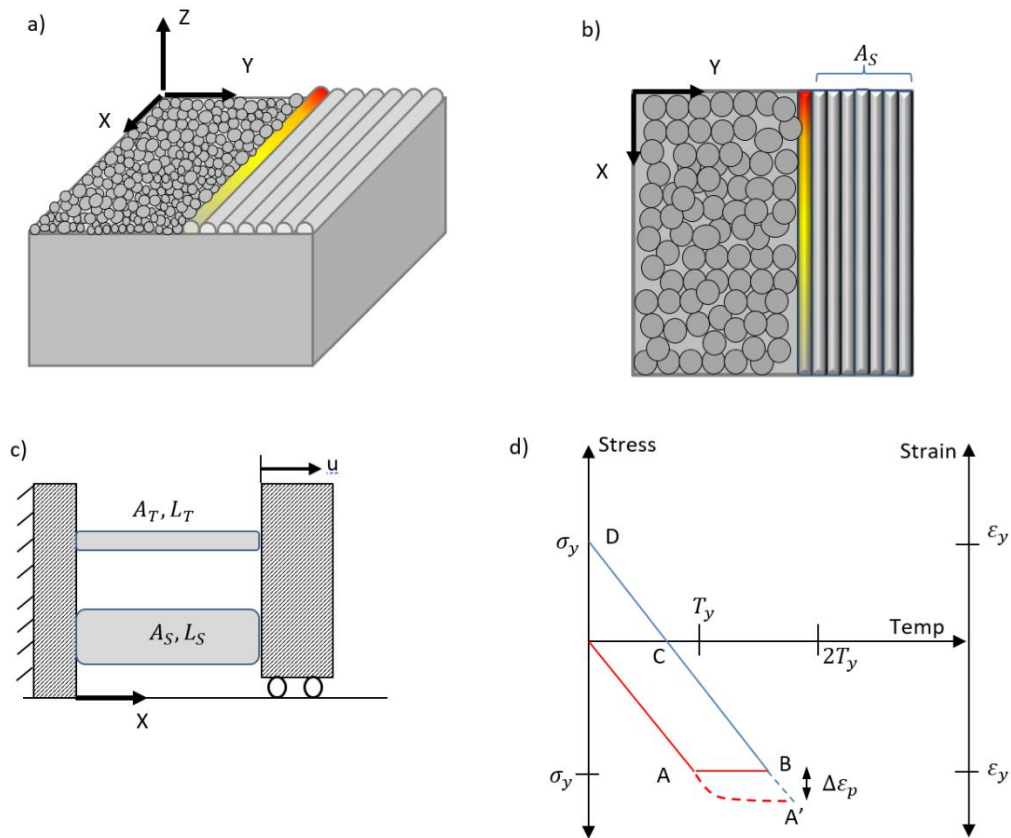 a)
Z
Y
X
b)
Y
X
A_S
c)
u
A_T, L_T
A_S, L_S
X
d)
Stress
Strain
σ_y
D
ε_y
T_y
Temp
C
2T_y
A
B
σ_y
Δε_p
ε_y
A'